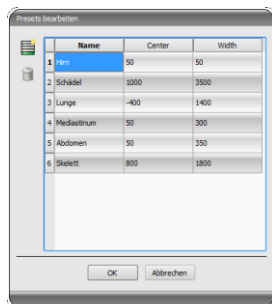 Presets bearbeiten
Name Center Width
1 Hirn 50 50
2 Schädel 1000 3500
3 Lunge -400 1400
4 Mediastinum 50 300
5 Abdomen 50 350
6 Skelett 800 1800
OK Abbrechen